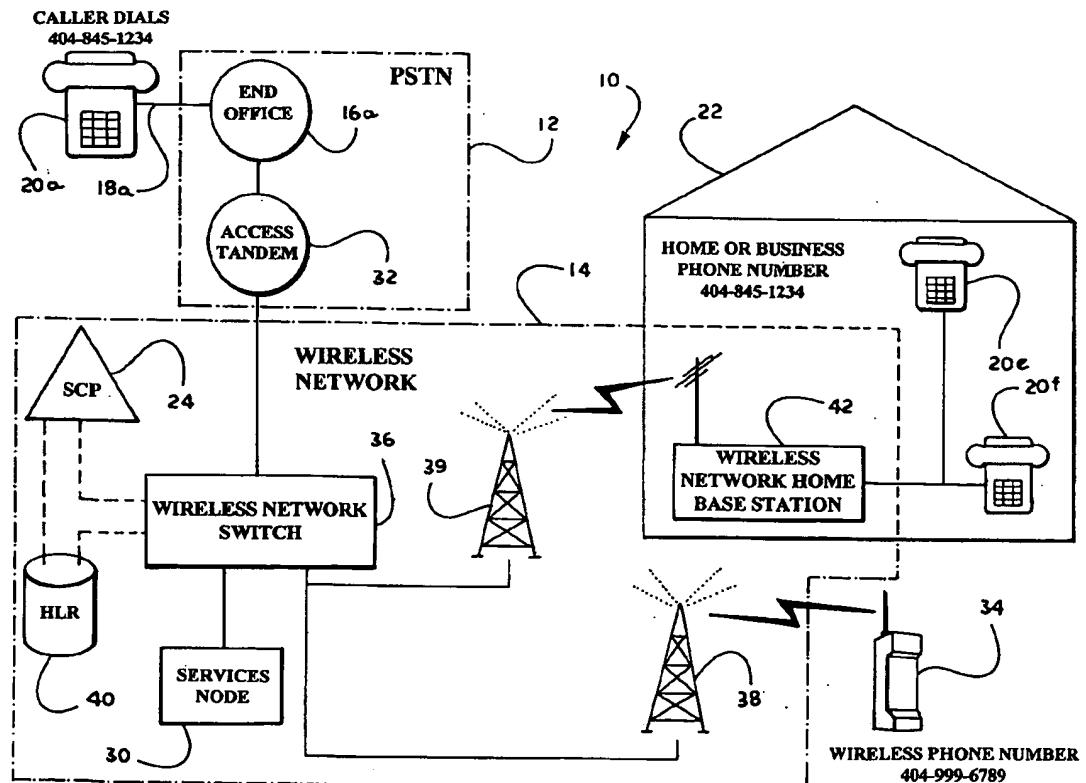 CALLER DIALS
404-845-1234
PSTN
END
OFFICE
16a
20a
18a
12
10
22
ACCESS
TANDEM
32
14
HOME OR BUSINESS
PHONE NUMBER
404-845-1234
20e
20f
WIRELESS
NETWORK
SCP
24
36
39
42
WIRELESS
NETWORK HOME
BASE STATION
WIRELESS NETWORK
SWITCH
HLR
40
SERVICES
NODE
30
38
34
WIRELESS PHONE NUMBER
404-999-6789